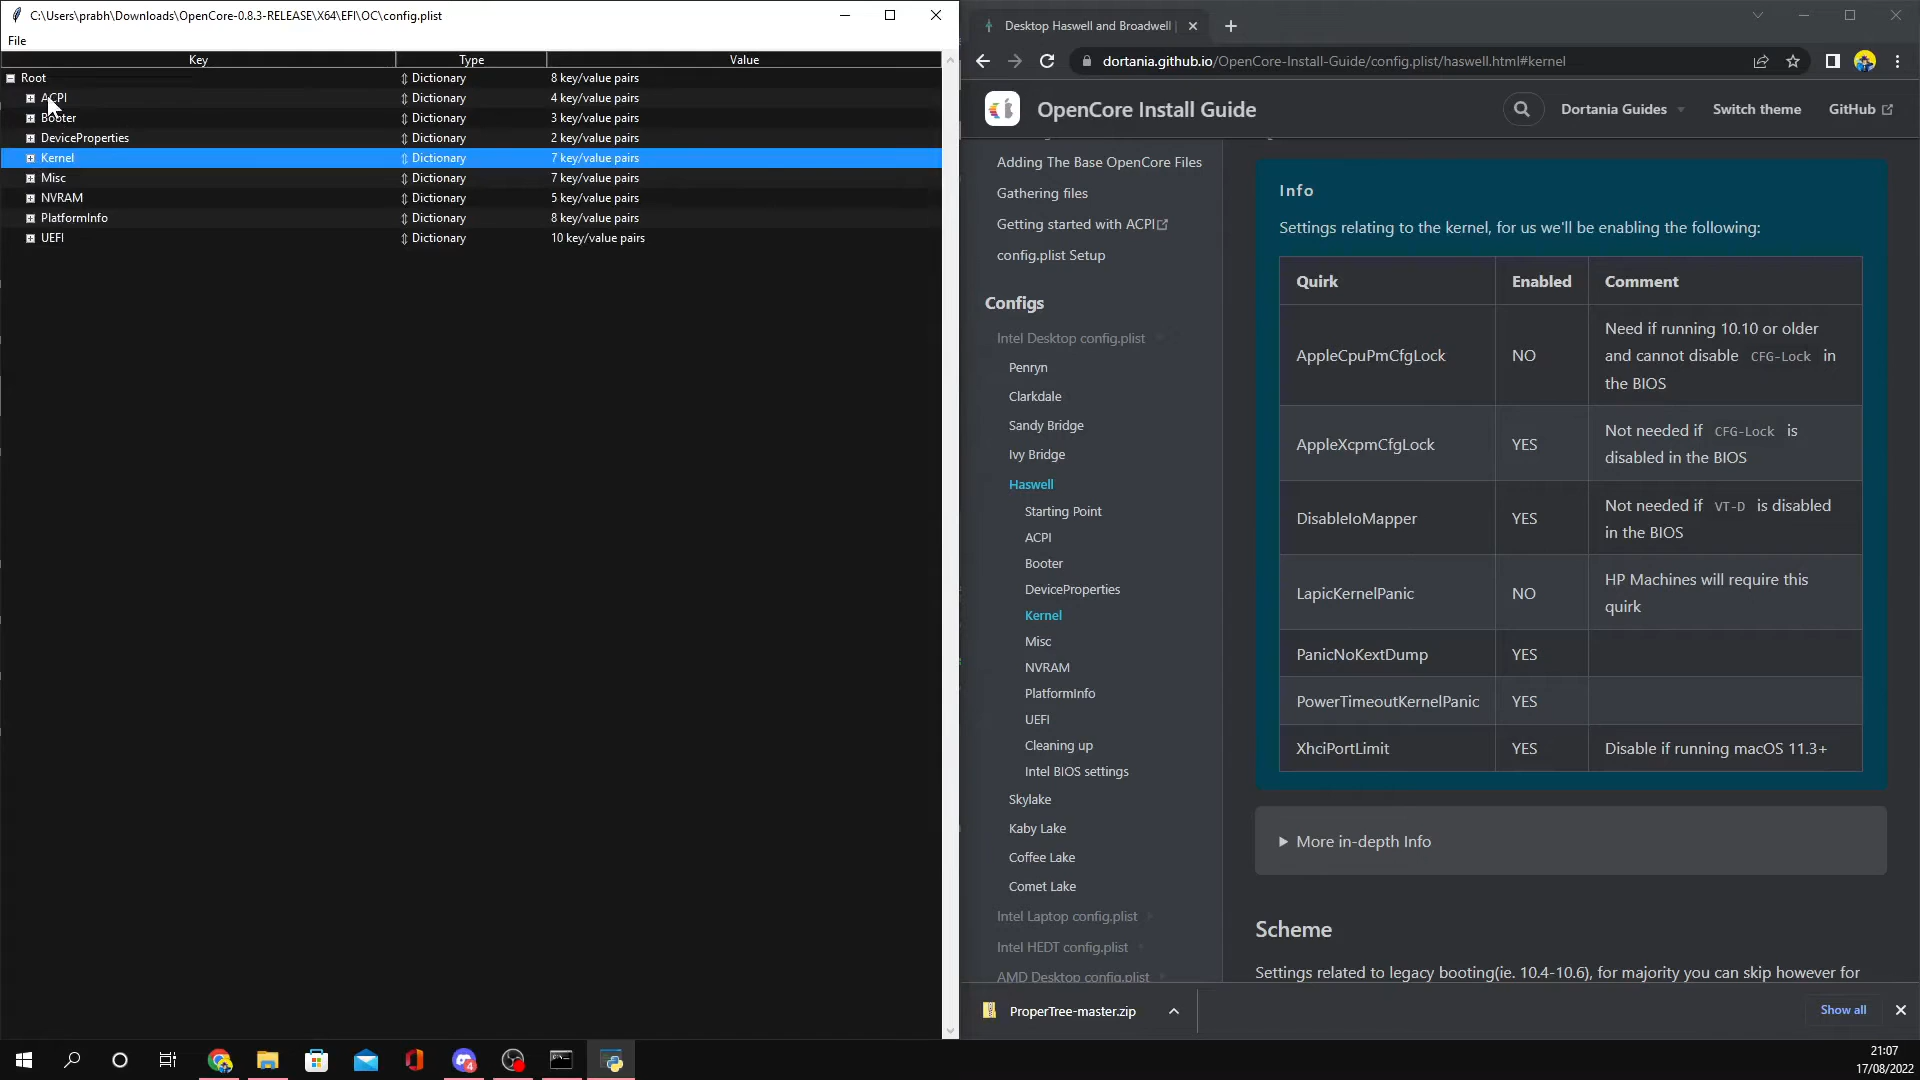 C:\Users\prabh\Downloads\OpenCore-0.8.3-RELEASE\X64\EFI\OC\config.plist
File
Key Type Value
Root Dictionary 8 key/value pairs
ACPI Dictionary 4 key/value pairs
Booter Dictionary 3 key/value pairs
DeviceProperties Dictionary 2 key/value pairs
Kernel Dictionary 7 key/value pairs
Misc Dictionary 7 key/value pairs
NVRAM Dictionary 5 key/value pairs
PlatformInfo Dictionary 8 key/value pairs
UEFI Dictionary 10 key/value pairs
Desktop Haswell and Broadwell |
dortania.github.io/OpenCore-Install-Guide/config.plist/haswell.html#kernel
OpenCore Install Guide
Dortania Guides
Switch theme
GitHub
Adding The Base OpenCore Files
Gathering files
Getting started with ACPI
config.plist Setup
Configs
Intel Desktop config.plist
Penryn
Clarkdale
Sandy Bridge
Ivy Bridge
Haswell
Starting Point
ACPI
Booter
DeviceProperties
Kernel
Misc
NVRAM
PlatformInfo
UEFI
Cleaning up
Intel BIOS settings
Skylake
Kaby Lake
Coffee Lake
Comet Lake
Intel Laptop config.plist
Intel HEDT config.plist
AMD Desktop config.plist
Info
Settings relating to the kernel, for us we'll be enabling the following:
Quirk Enabled Comment
AppleCpuPmCfgLock NO Need if running 10.10 or older
and cannot disable CFG-Lock in
the BIOS
AppleXcpmCfgLock YES Not needed if CFG-Lock is
disabled in the BIOS
DisableIoMapper YES Not needed if VT-D is disabled
in the BIOS
LapicKernelPanic NO HP Machines will require this
quirk
PanicNoKextDump YES
PowerTimeoutKernelPanic YES
XhciPortLimit YES Disable if running macOS 11.3+
More in-depth Info
Scheme
Settings related to legacy booting(ie. 10.4-10.6), for majority you can skip however for
ProperTree-master.zip
Show all
4
21:07
17/08/2022